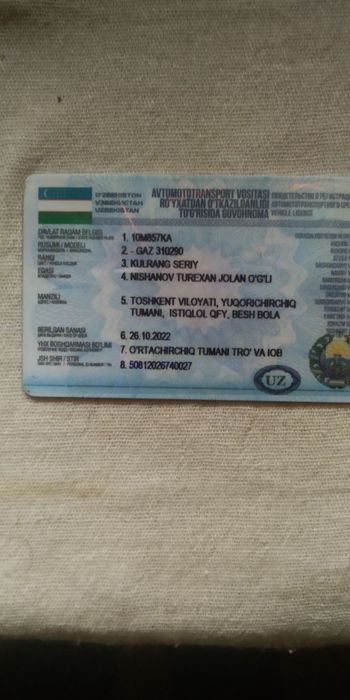 O'ZBEKISTON AVTOMOTOTRANSPORT VOSITASI
RO'YXATDAN O'TKAZILGANLIGI
UZBEKISTAN TO'G'RISIDA GUVOHNOMA VEHICLE LICENCE
DAVLAT RAQAM BELGISI 1. 10M857KA
RUSUMI / MODELI 2. - GAZ 310290
RANGI 3. KULRANG SERIY
EGASI 4. NISHANOV TUREXAN JOLAN O'G'LI
MANZILI 5. TOSHKENT VILOYATI, YUQORICHIRCHIQ
TUMANI, ISTIQLOL QFY, BESH BOLA
BERILGAN SANASI 6. 26.10.2022
YHX BOSHQARMASI BO'LIMI 7. O'RTACHIRCHIQ TUMANI TRO' VA IOB
JSH SHIR / STIR 8. 50812026740027
UZ